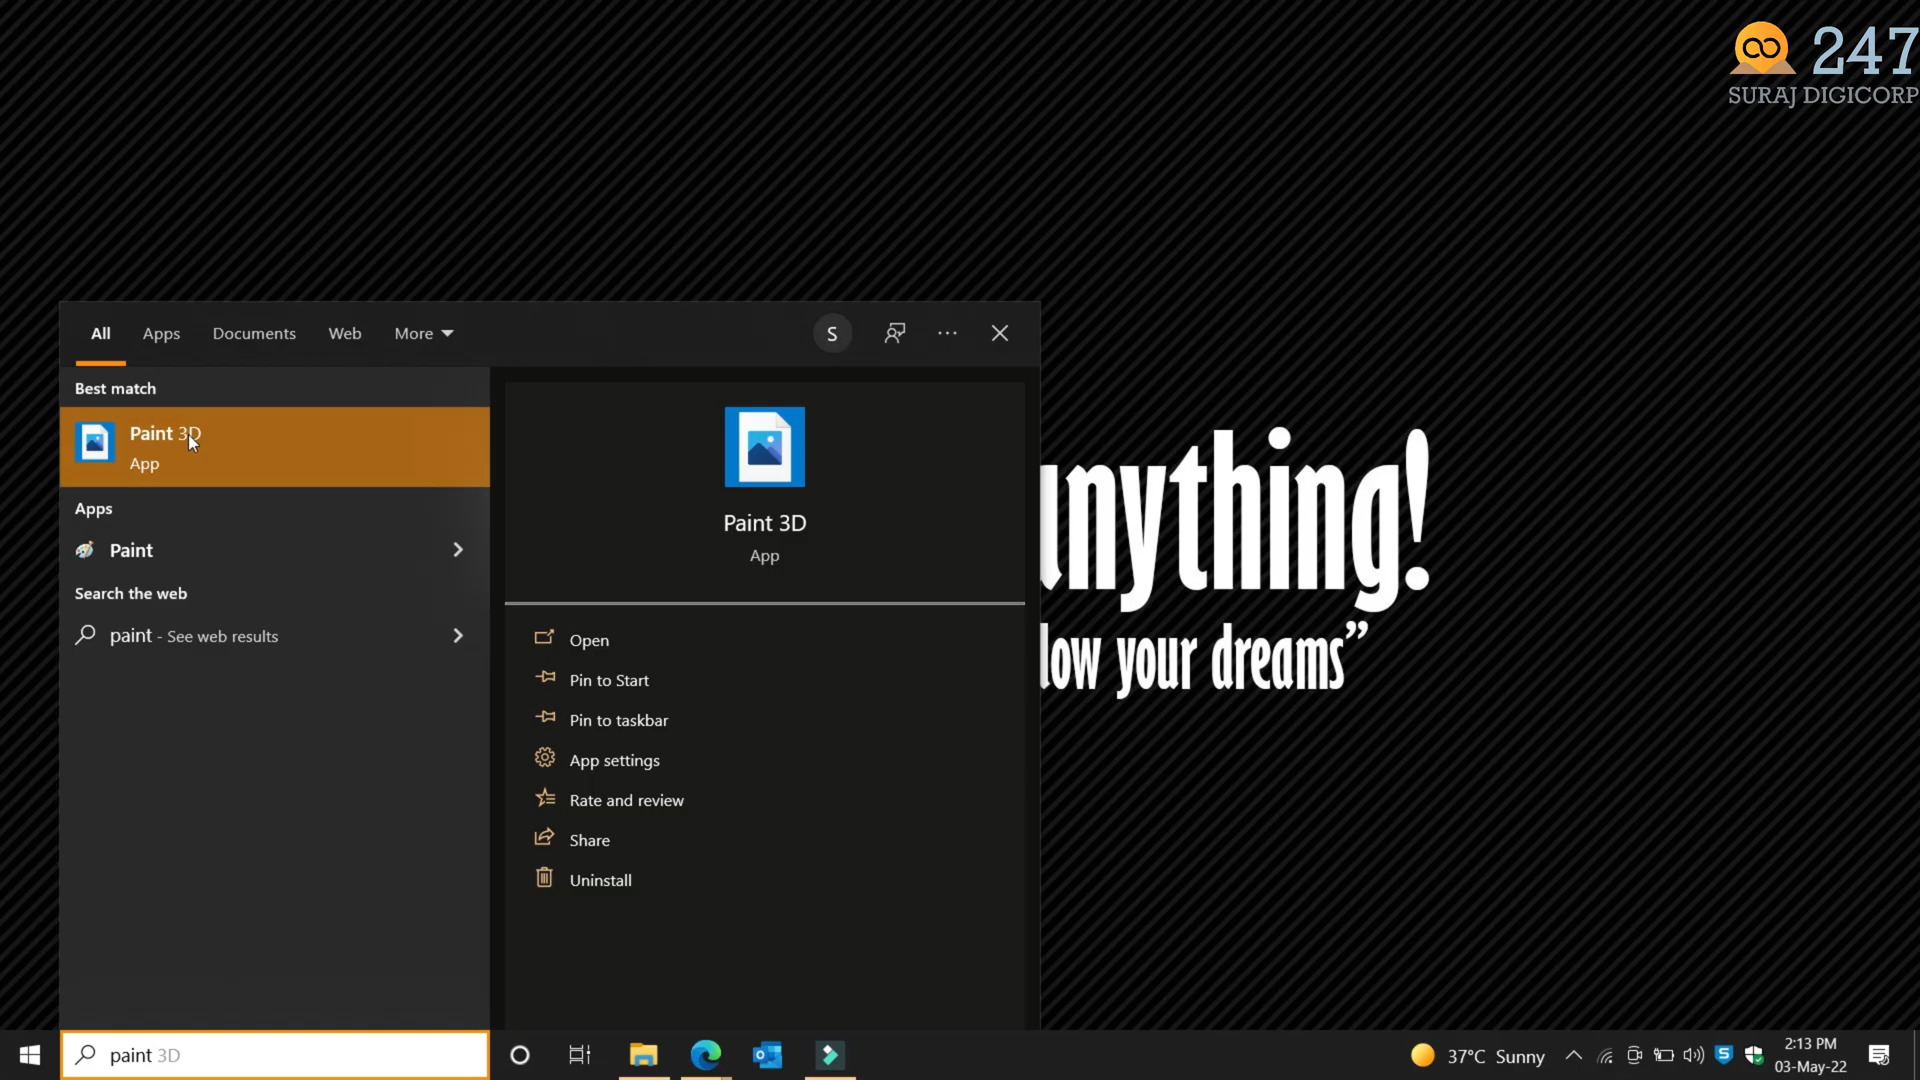 247
SURAJ DIGICORP
All Apps Documents Web More
S
Best match
Paint 3D
App
Apps
Paint
Search the web
paint - See web results
Paint 3D
App
Open
Pin to Start
Pin to taskbar
App settings
Rate and review
Share
Uninstall
anything!
low your dreams”
paint 3D
37°C Sunny
S
2:13 PM
03-May-22